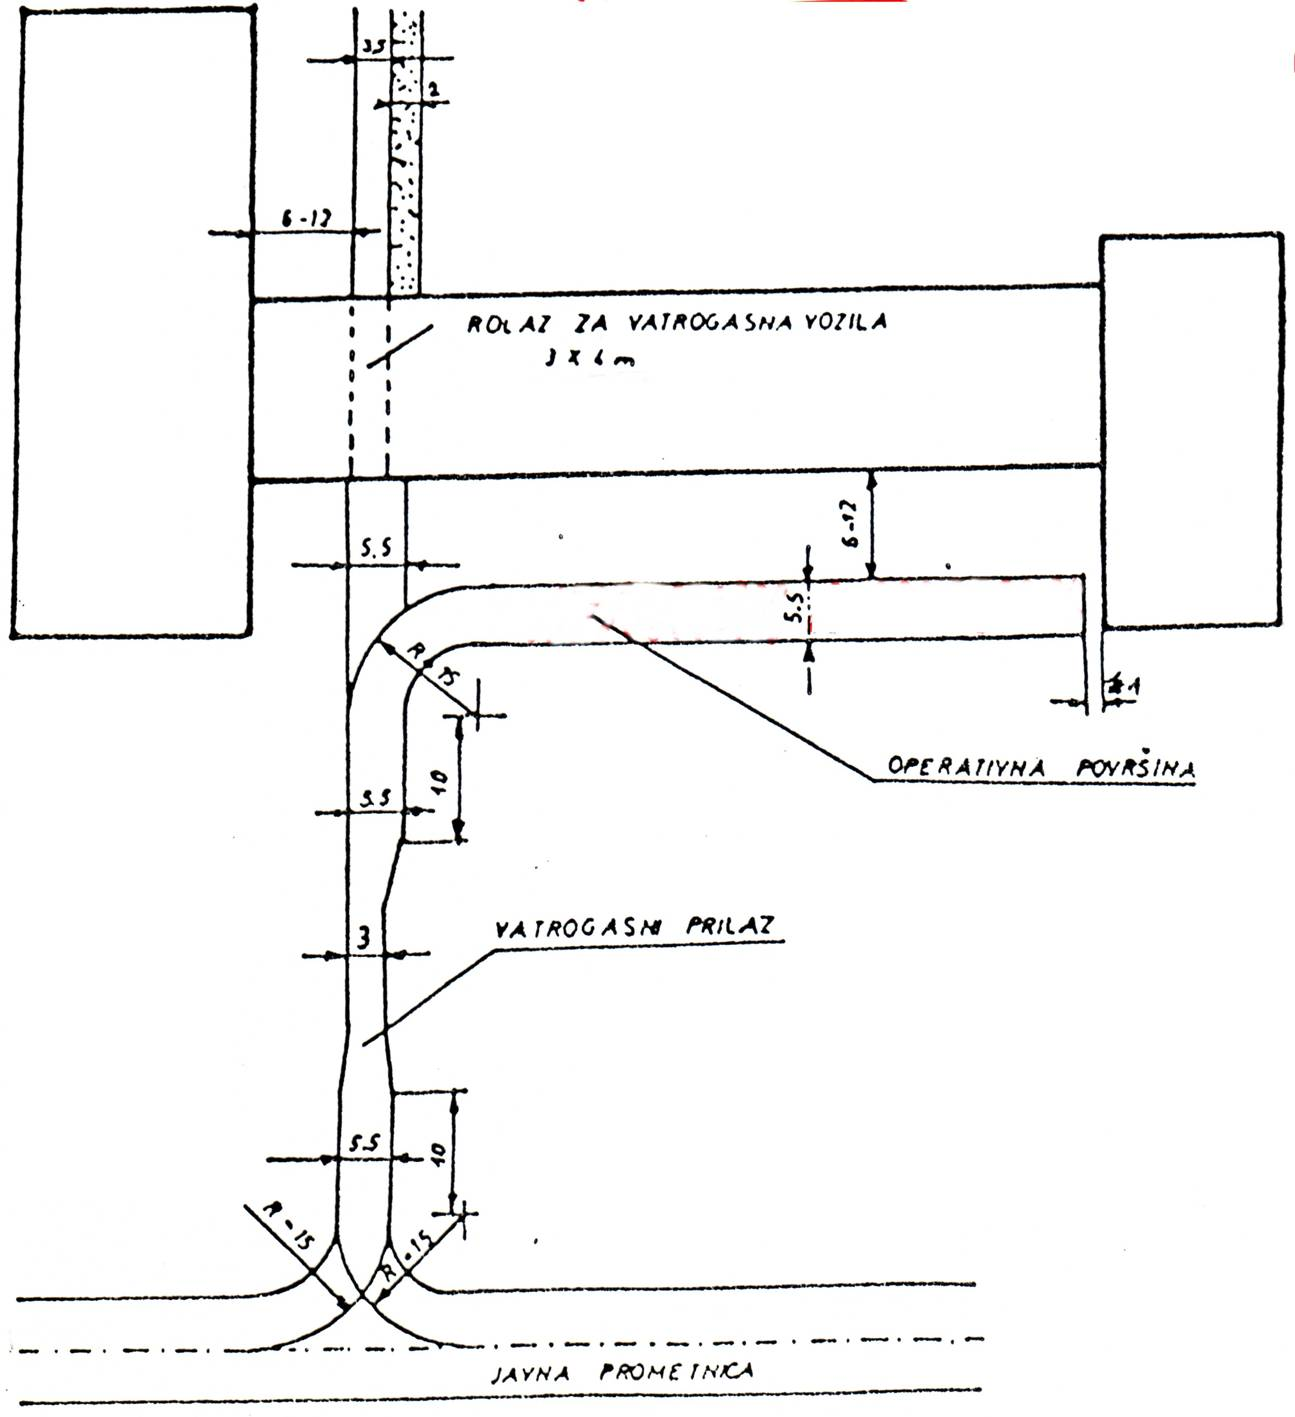 3.5
2
6-12
ROLAZ ZA VATROGASNA VOZILA
3 X 4 m
5.5
6-12
5.5
R 15
10
OPERATIVNA POVRŠINA
5.5
VATROGASNI PRILAZ
3
5.5
10
R = 15
R = 15
JAVNA PROMETNICA